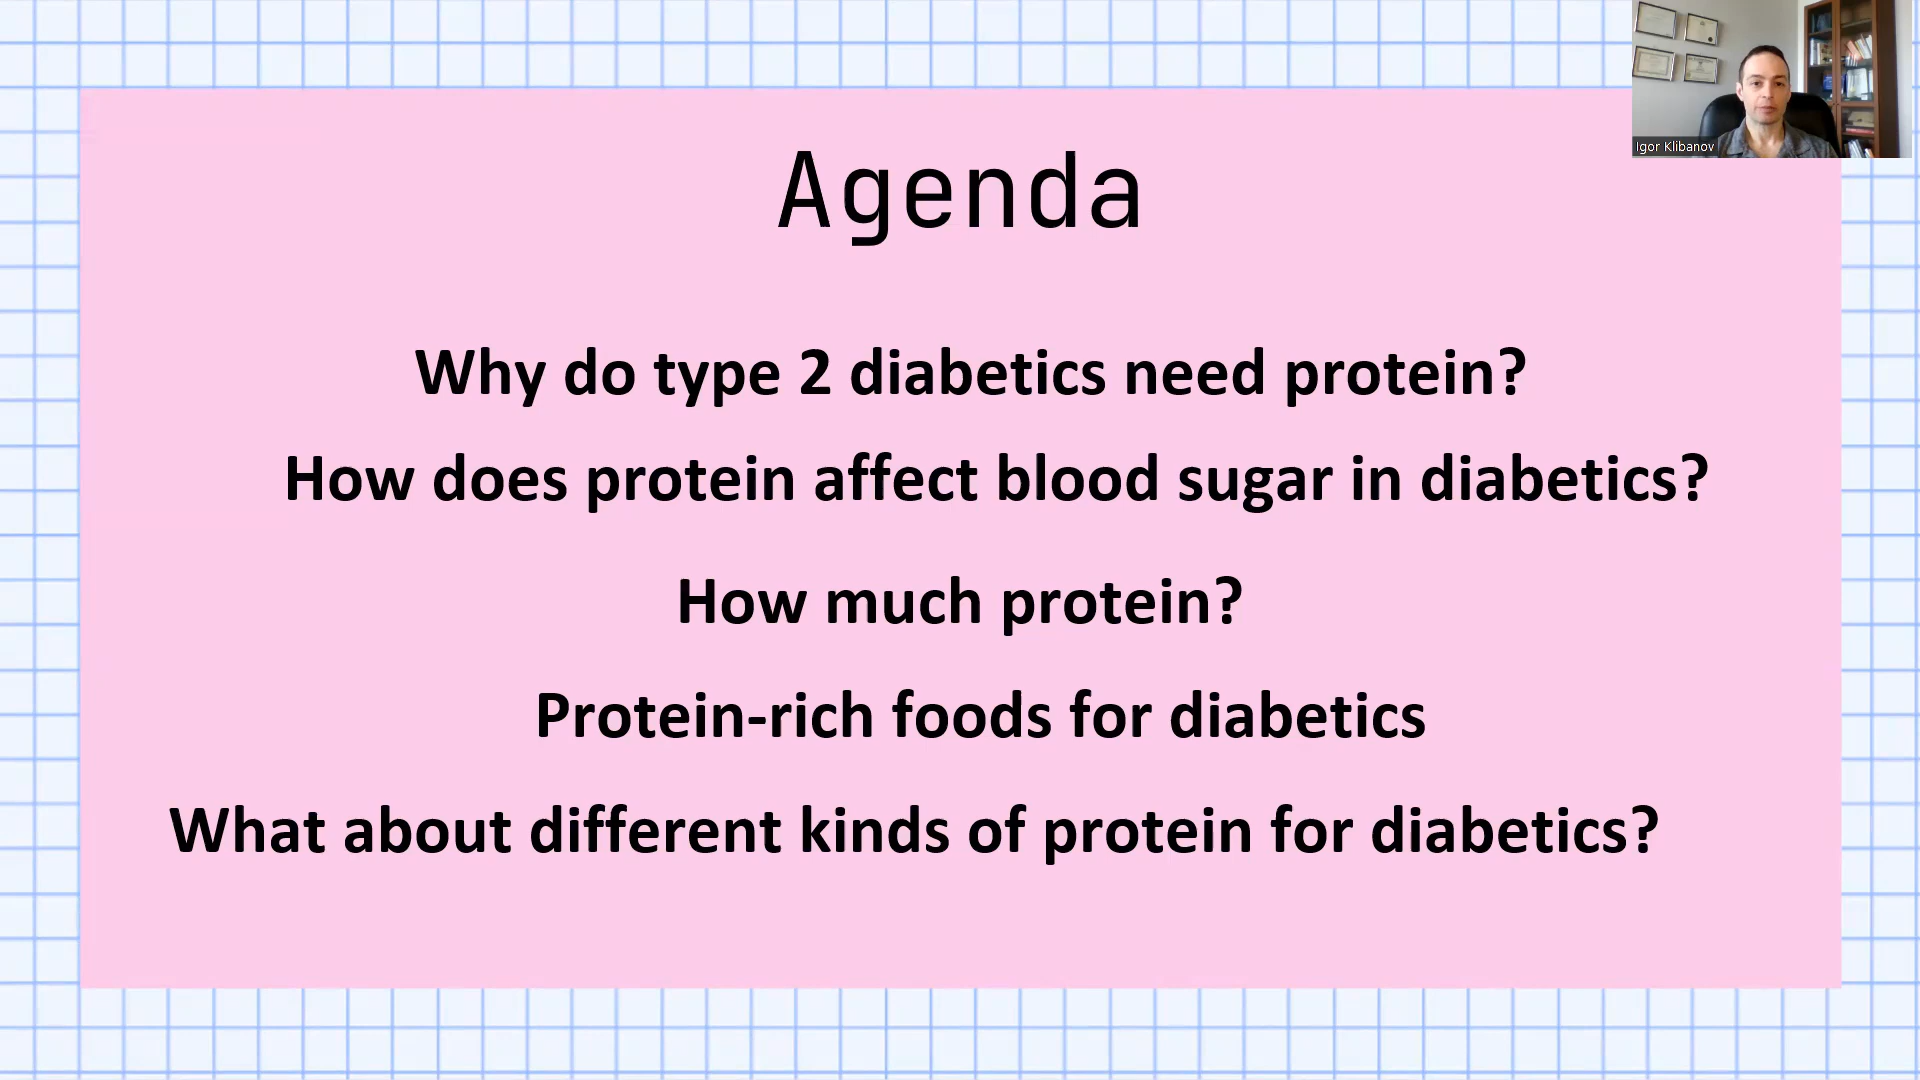 Igor Klibanov
Agenda
Why do type 2 diabetics need protein?
How does protein affect blood sugar in diabetics?
How much protein?
Protein-rich foods for diabetics
What about different kinds of protein for diabetics?